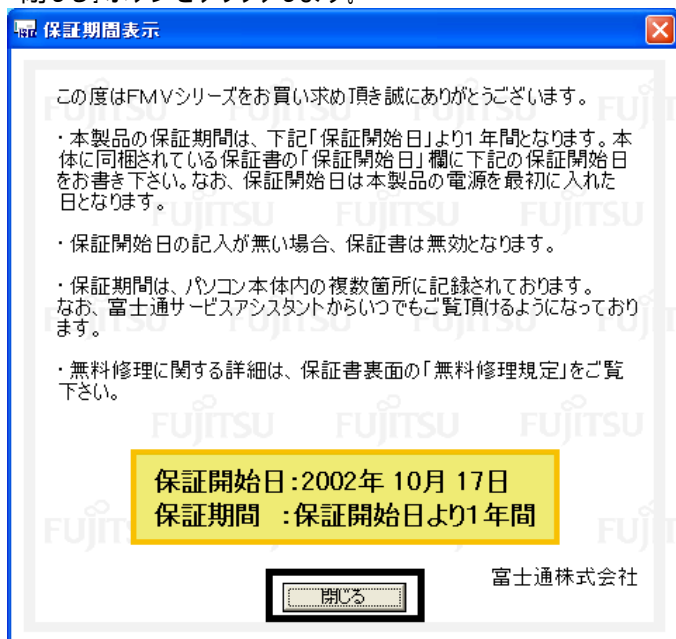 保証期間表示
この度はFMVシリーズをお買い求め頂き誠にありがとうございます。
・本製品の保証期間は、下記「保証開始日」より1年間となります。本
体に同梱されている保証書の「保証開始日」欄に下記の保証開始日
をお書き下さい。なお、保証開始日は本製品の電源を最初に入れた
日となります。
・保証開始日の記入が無い場合、保証書は無効となります。
・保証期間は、パソコン本体内の複数箇所に記録されております。
なお、富士通サービスアシスタントからいつでもご覧頂けるようになっており
ます。
・無料修理に関する詳細は、保証書裏面の「無料修理規定」をご覧
下さい。
FUJITSU FUJITSU FUJITSU
保証開始日:2002年 10月 17日
保証期間 :保証開始日より1年間
富士通株式会社
閉じる